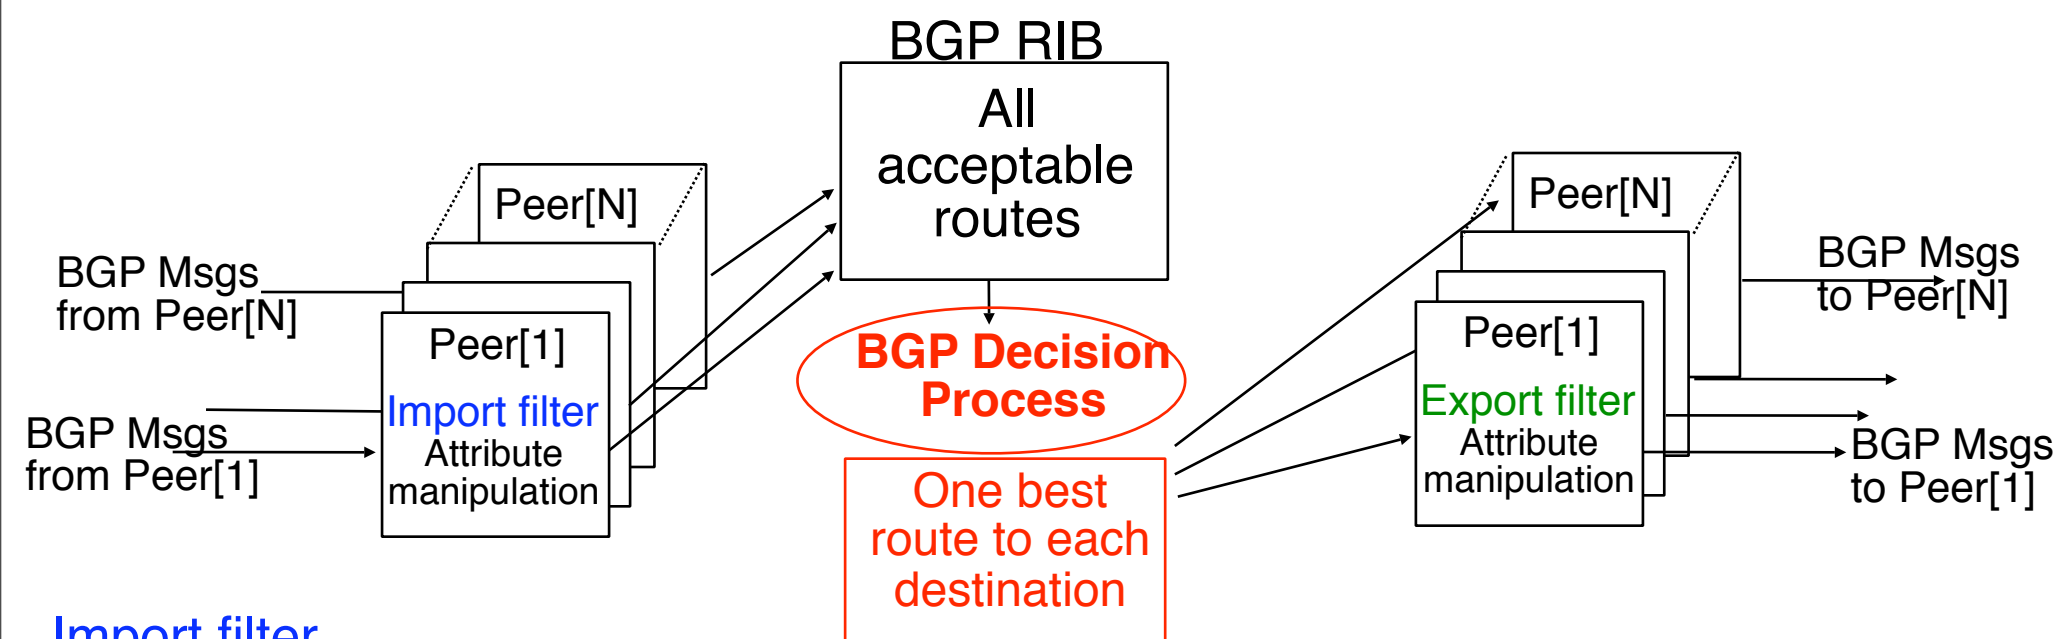 BGP RIB
All
acceptable
routes
Peer[N]
BGP Msgs
from Peer[N]
Peer[1]
Import filter
Attribute
manipulation
BGP Msgs
from Peer[1]
BGP Decision
Process
One best
route to each
destination
Peer[N]
BGP Msgs
to Peer[N]
Peer[1]
Export filter
Attribute
manipulation
BGP Msgs
to Peer[1]
Import filter